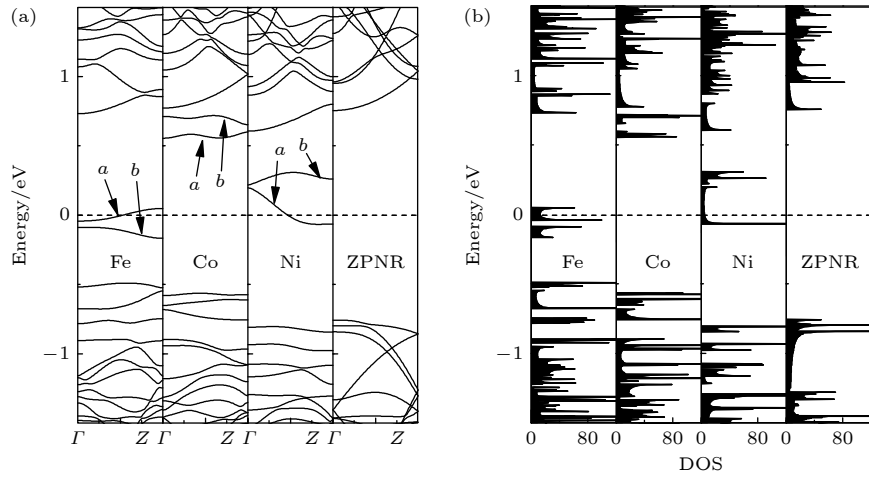 (a)
(b)
Energy/eV
1
0
−1
a
b
a
b
a
b
Fe
Co
Ni
ZPNR
Γ
Z Γ
Z Γ
Z Γ
Z
Energy/eV
1
0
−1
Fe
Co
Ni
ZPNR
0
80
0
80
0
80
0
80
DOS